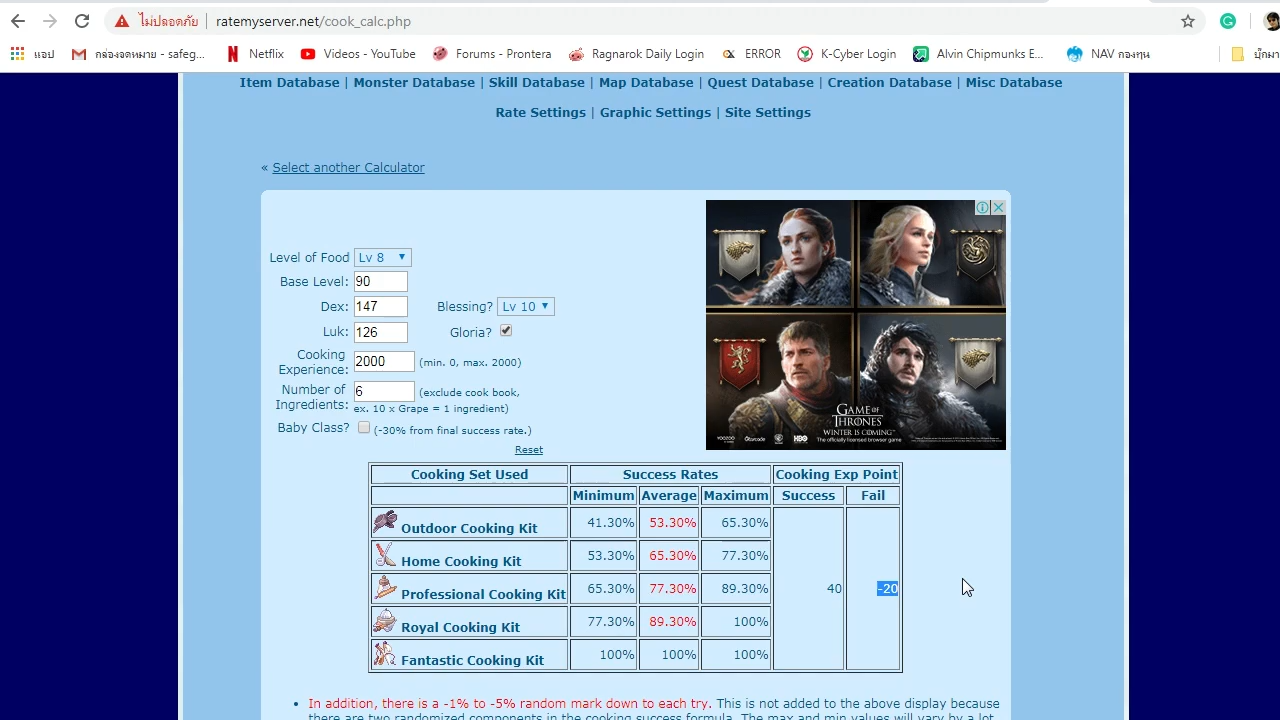 ไม่ปลอดภัย | ratemyserver.net/cook_calc.php
แอป กล่องจดหมาย - safeg... Netflix Videos - YouTube Forums - Prontera Ragnarok Daily Login ERROR K-Cyber Login Alvin Chipmunks E... NAV กองทุน
Item Database | Monster Database | Skill Database | Map Database | Quest Database | Creation Database | Misc Database
Rate Settings | Graphic Settings | Site Settings
« Select another Calculator
Level of Food Lv 8
Base Level: 90
Dex: 147 Blessing? Lv 10
Luk: 126 Gloria?
Cooking Experience: 2000 (min. 0, max. 2000)
Number of Ingredients: 6 (exclude cook book, ex. 10 x Grape = 1 ingredient)
Baby Class? (-30% from final success rate.)
Reset
GAME OF THRONES
WINTER IS COMING™
The officially licensed browser game
Cooking Set Used Success Rates Cooking Exp Point
Minimum Average Maximum Success Fail
Outdoor Cooking Kit 41.30% 53.30% 65.30%
Home Cooking Kit 53.30% 65.30% 77.30%
Professional Cooking Kit 65.30% 77.30% 89.30% 40 -20
Royal Cooking Kit 77.30% 89.30% 100%
Fantastic Cooking Kit 100% 100% 100%
• In addition, there is a -1% to -5% random mark down to each try. This is not added to the above display because
there are two randomized components in the cooking success formula. The max and min values will vary by a lot